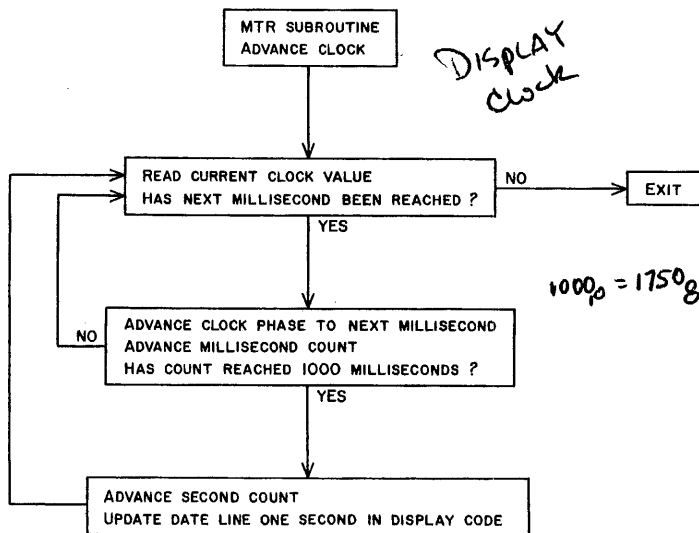 MTR SUBROUTINE
ADVANCE CLOCK
DISPLAY
Clock
READ CURRENT CLOCK VALUE
HAS NEXT MILLISECOND BEEN REACHED ?
NO
EXIT
YES
1000₁₀ = 1750₈
ADVANCE CLOCK PHASE TO NEXT MILLISECOND
ADVANCE MILLISECOND COUNT
HAS COUNT REACHED 1000 MILLISECONDS ?
NO
YES
ADVANCE SECOND COUNT
UPDATE DATE LINE ONE SECOND IN DISPLAY CODE